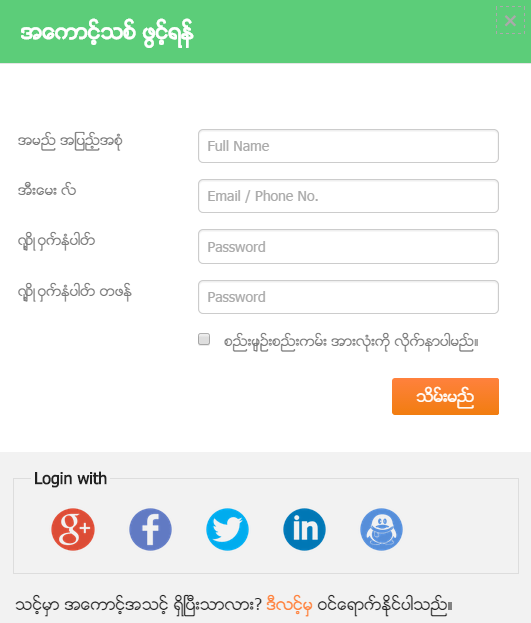 အကောင့်သစ် ဖွင့်ရန်
အမည် အပြည့်အစုံ
Full Name
အီးမေး လ်
Email / Phone No.
လျှို့ဝှက်နံပါတ်
Password
လျှို့ဝှက်နံပါတ် တဖန်
Password
စည်းမျဉ်းစည်းကမ်း အားလုံးကို လိုက်နာပါမည်။
သိမ်းမည်
Login with
သင့်မှာ အကောင့်အသင့် ရှိပြီးသာလား? ဒီလင့်မှ ဝင်ရောက်နိုင်ပါသည်။